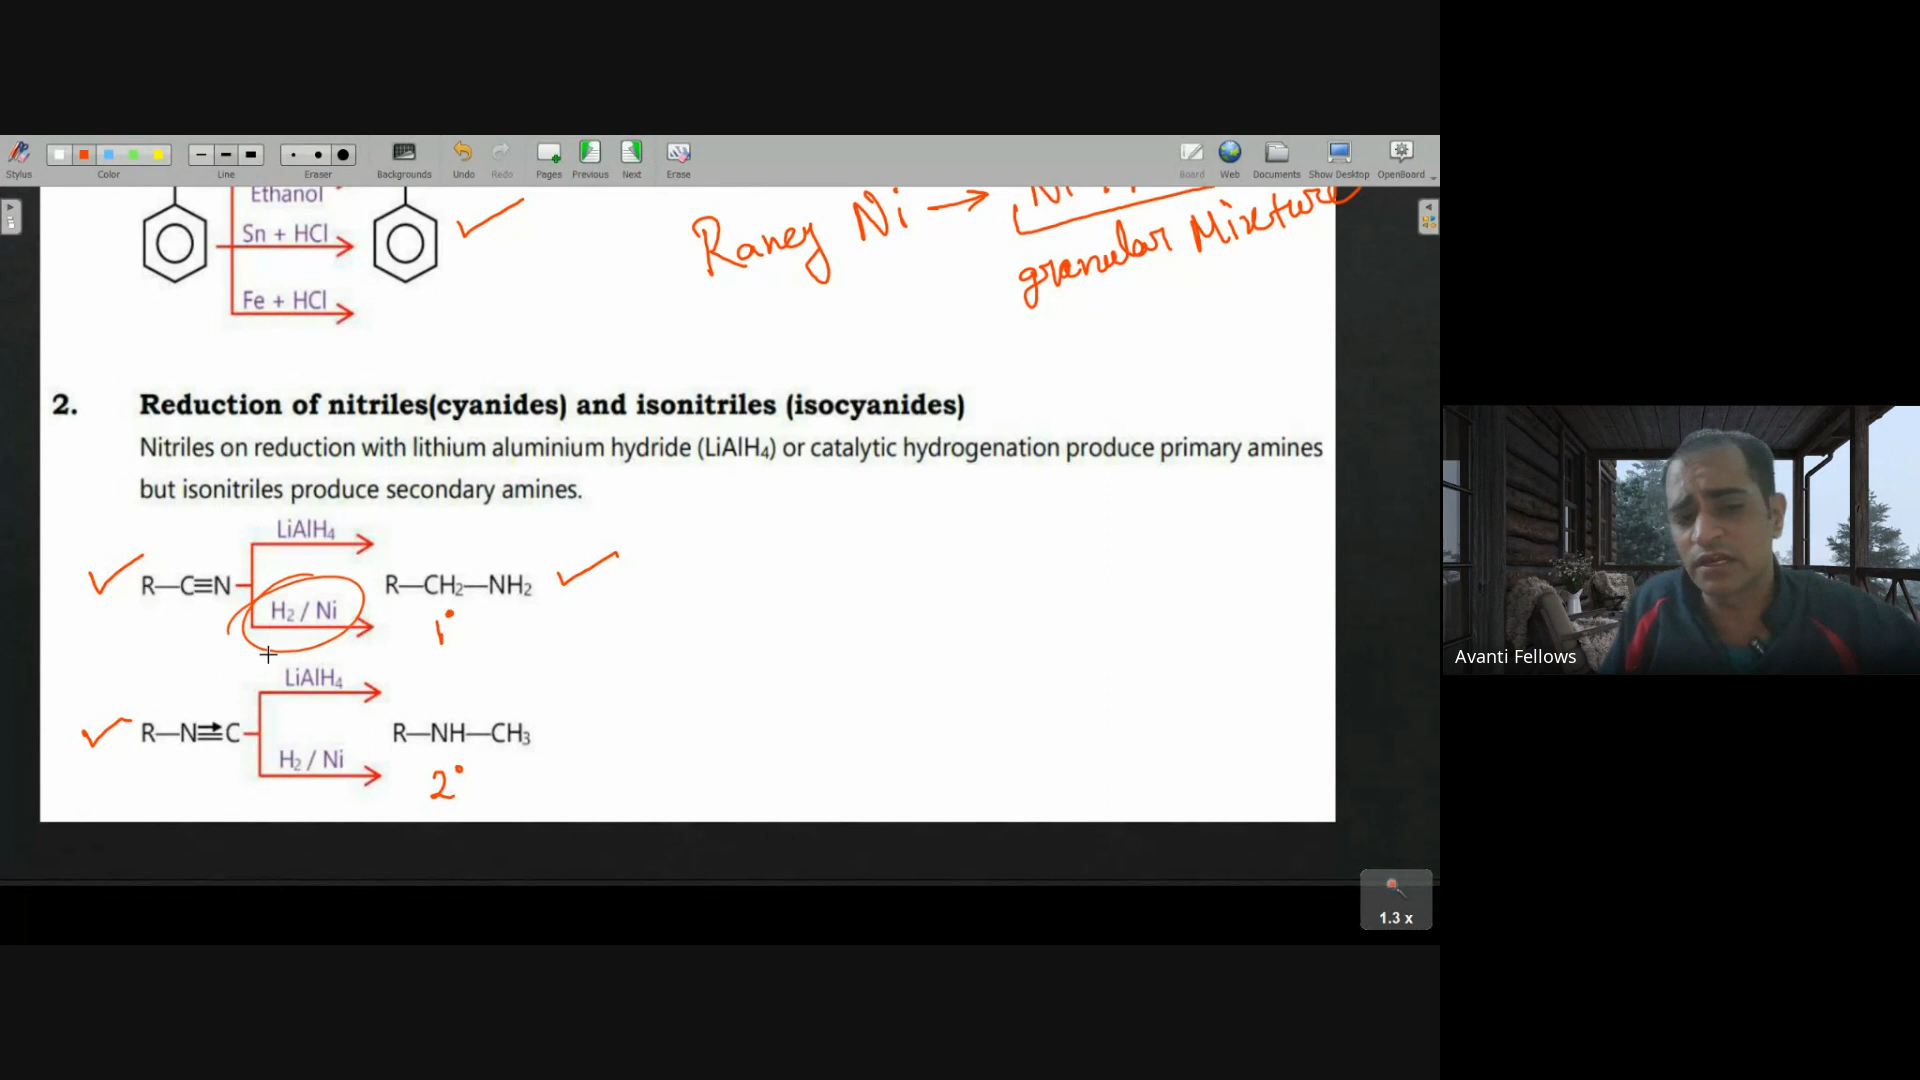 Stylus
Color
Line
Eraser
Backgrounds
Undo
Redo
Pages
Previous
Next
Erase
Board
Web
Documents
Show Desktop
OpenBoard
Ethanol
Sn + HCl
Fe + HCl
Raney Ni →
granular Mixture
2. Reduction of nitriles(cyanides) and isonitriles (isocyanides)
Nitriles on reduction with lithium aluminium hydride (LiAlH₄) or catalytic hydrogenation produce primary amines
but isonitriles produce secondary amines.
LiAlH₄
R—C≡N
R—CH₂—NH₂
H₂ / Ni
1°
LiAlH₄
R—N≡C
R—NH—CH₃
H₂ / Ni
2°
Avanti Fellows
1.3 x